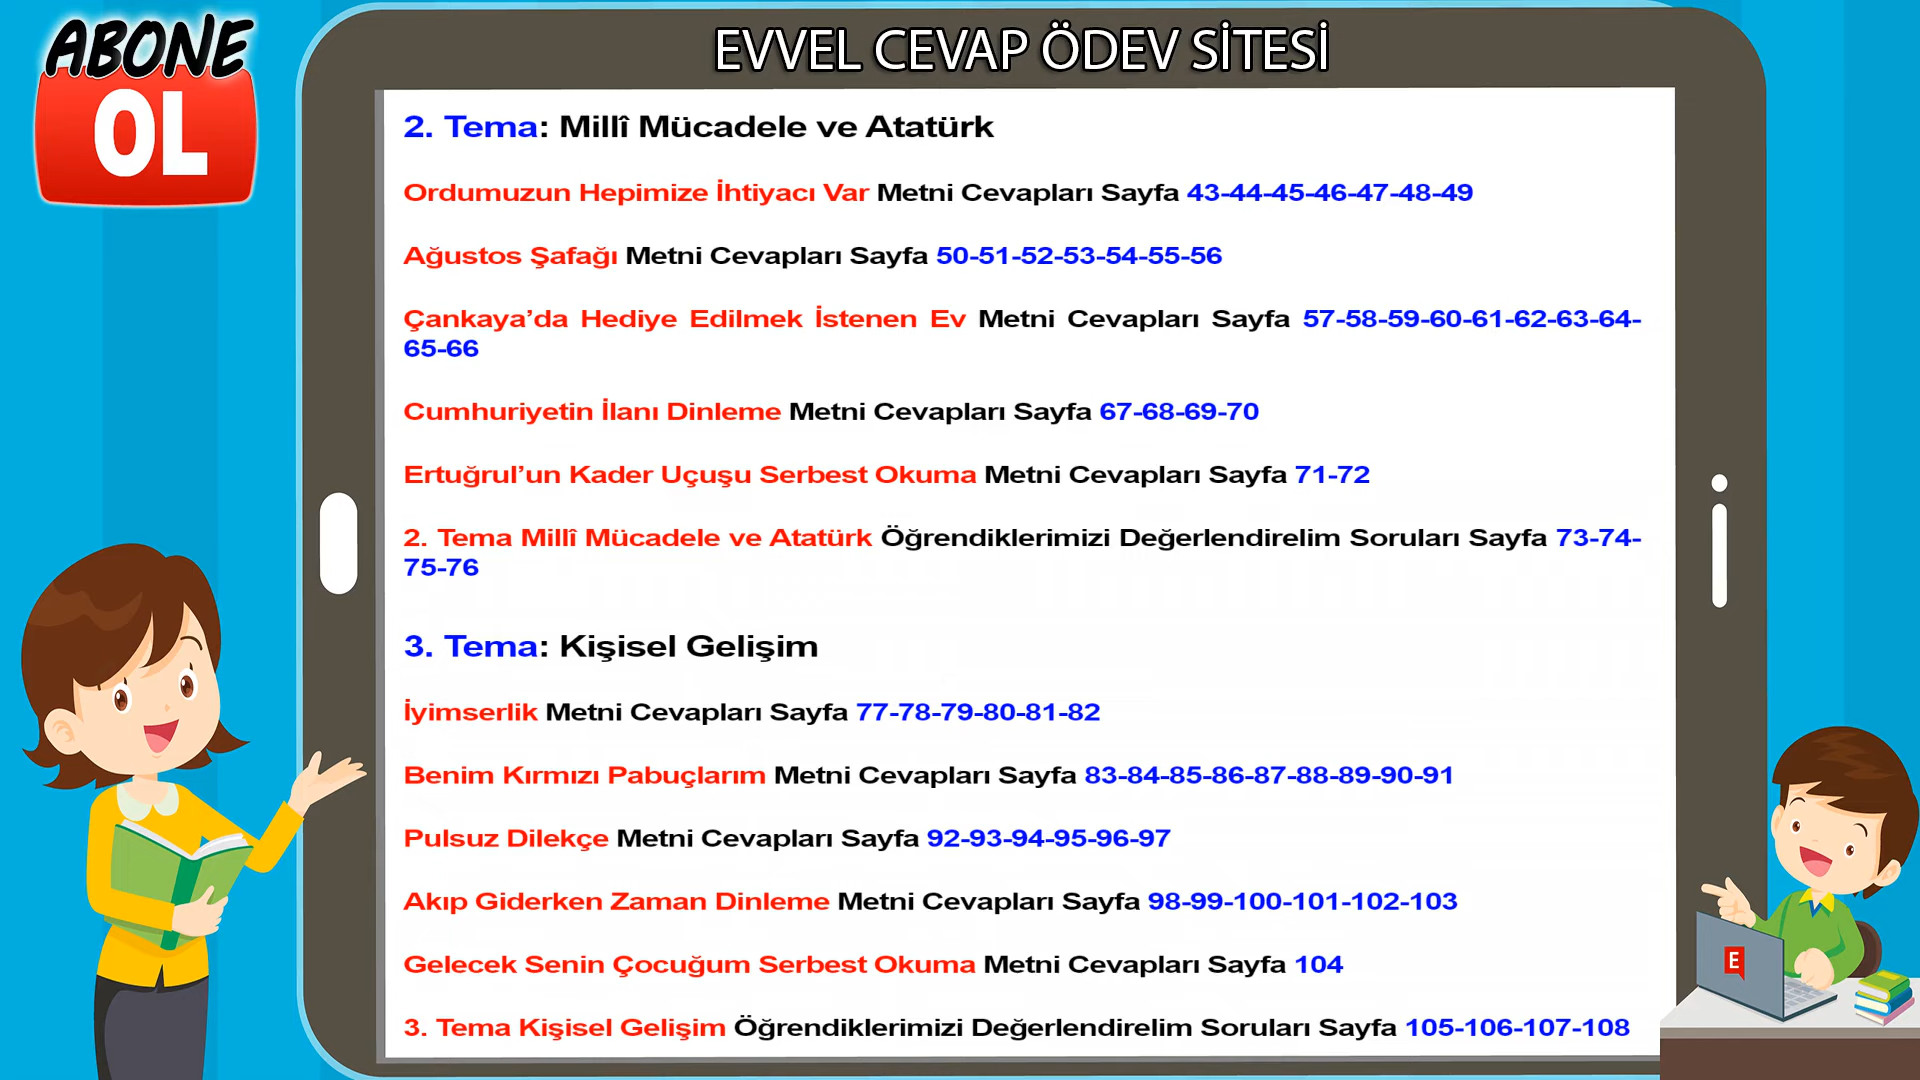 ABONE
OL
EVVEL CEVAP ÖDEV SİTESİ
2. Tema: Millî Mücadele ve Atatürk
Ordumuzun Hepimize İhtiyacı Var Metni Cevapları Sayfa 43-44-45-46-47-48-49
Ağustos Şafağı Metni Cevapları Sayfa 50-51-52-53-54-55-56
Çankaya’da Hediye Edilmek İstenen Ev Metni Cevapları Sayfa 57-58-59-60-61-62-63-64-
65-66
Cumhuriyetin İlanı Dinleme Metni Cevapları Sayfa 67-68-69-70
Ertuğrul’un Kader Uçuşu Serbest Okuma Metni Cevapları Sayfa 71-72
2. Tema Millî Mücadele ve Atatürk Öğrendiklerimizi Değerlendirelim Soruları Sayfa 73-74-
75-76
3. Tema: Kişisel Gelişim
İyimserlik Metni Cevapları Sayfa 77-78-79-80-81-82
Benim Kırmızı Pabuçlarım Metni Cevapları Sayfa 83-84-85-86-87-88-89-90-91
Pulsuz Dilekçe Metni Cevapları Sayfa 92-93-94-95-96-97
Akıp Giderken Zaman Dinleme Metni Cevapları Sayfa 98-99-100-101-102-103
Gelecek Senin Çocuğum Serbest Okuma Metni Cevapları Sayfa 104
3. Tema Kişisel Gelişim Öğrendiklerimizi Değerlendirelim Soruları Sayfa 105-106-107-108
E